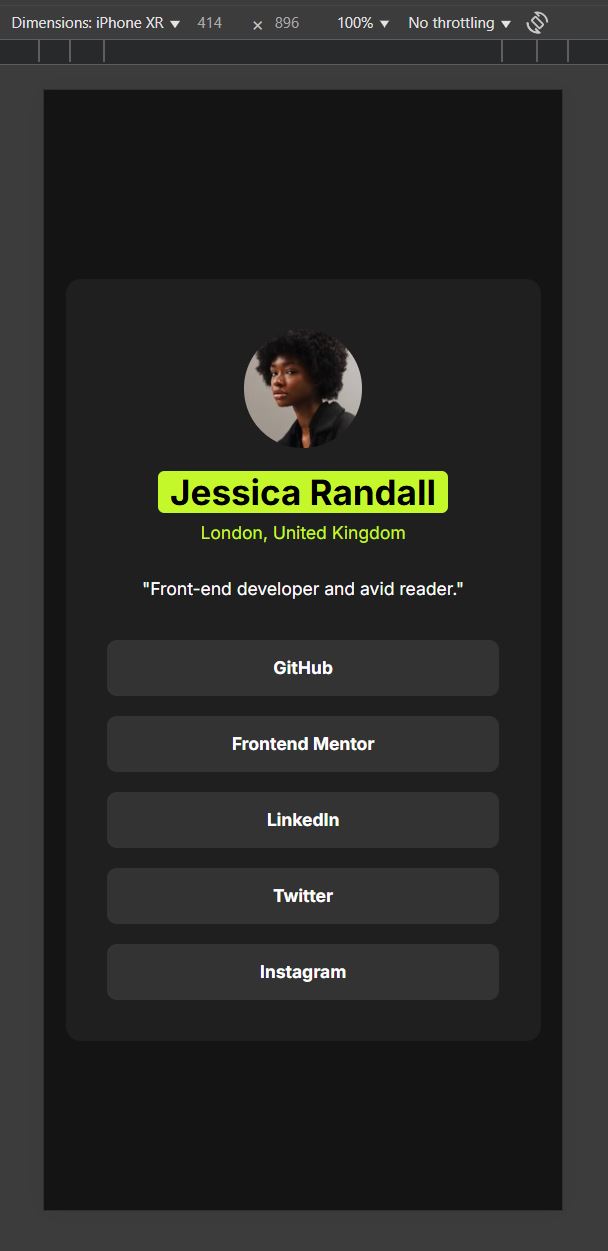 Dimensions: iPhone XR 414 × 896 100% No throttling
Jessica Randall
London, United Kingdom
"Front-end developer and avid reader."
GitHub
Frontend Mentor
LinkedIn
Twitter
Instagram